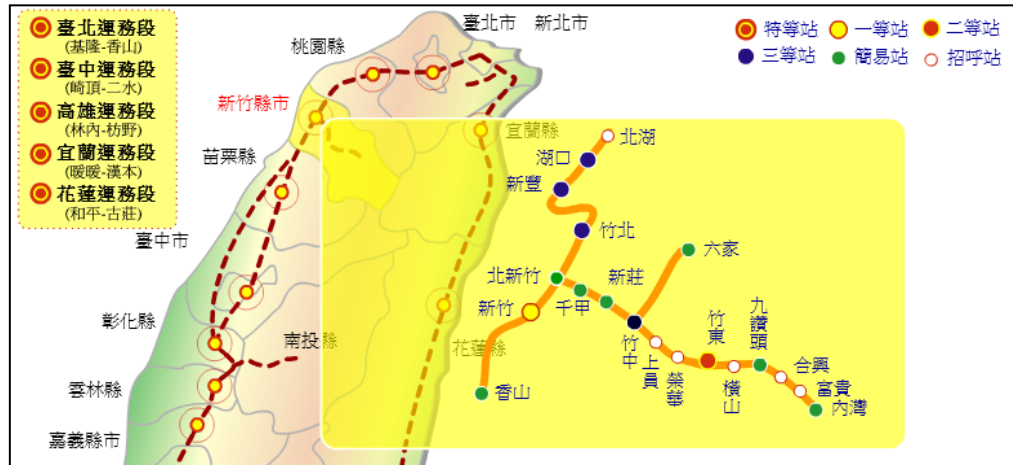 臺北運務段
(基隆-香山)
臺中運務段
(崎頂-二水)
高雄運務段
(林內-枋野)
宜蘭運務段
(暖暖-漢本)
花蓮運務段
(和平-古莊)
臺北市
新北市
桃園縣
新竹縣市
苗栗縣
臺中市
彰化縣
南投縣
雲林縣
嘉義縣市
宜蘭縣
花蓮縣
特等站
一等站
二等站
三等站
簡易站
招呼站
北湖
湖口
新豐
竹北
六家
北新竹
新莊
新竹
千甲
竹中
上員
榮華
竹東
橫山
九讚頭
合興
富貴
內灣
香山